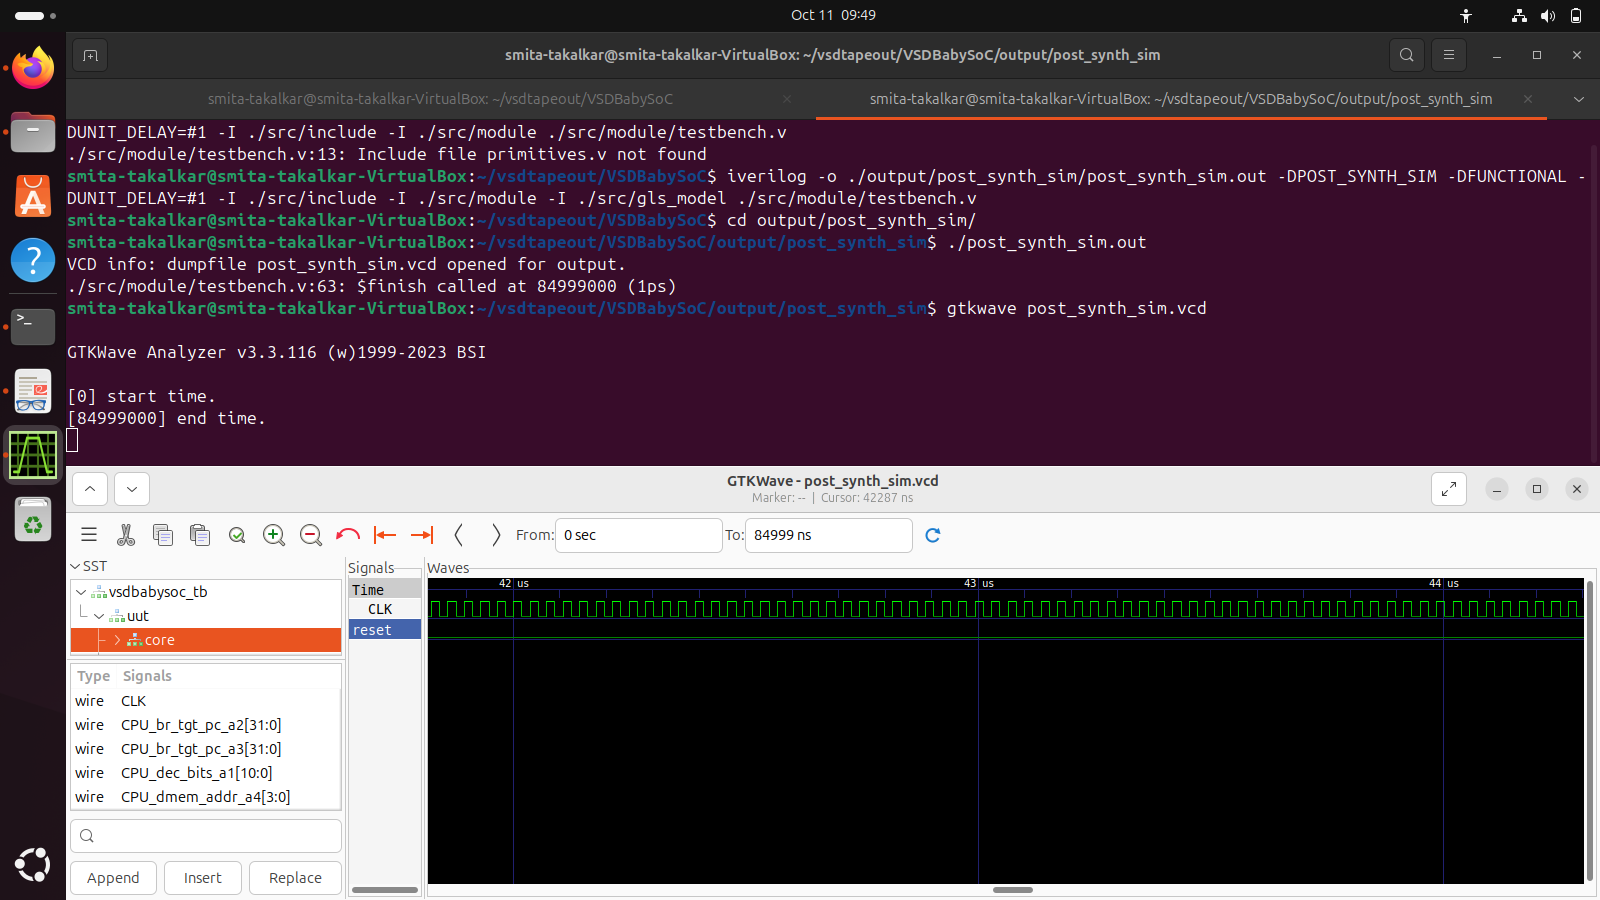 Oct 11 09:49
smita-takalkar@smita-takalkar-VirtualBox: ~/vsdtapeout/VSDBabySoC/output/post_synth_sim
smita-takalkar@smita-takalkar-VirtualBox: ~/vsdtapeout/VSDBabySoC
smita-takalkar@smita-takalkar-VirtualBox: ~/vsdtapeout/VSDBabySoC/output/post_synth_sim
DUNIT_DELAY=#1 -I ./src/include -I ./src/module ./src/module/testbench.v
./src/module/testbench.v:13: Include file primitives.v not found
smita-takalkar@smita-takalkar-VirtualBox:~/vsdtapeout/VSDBabySoC$ iverilog -o ./output/post_synth_sim/post_synth_sim.out -DPOST_SYNTH_SIM -DFUNCTIONAL -
DUNIT_DELAY=#1 -I ./src/include -I ./src/module -I ./src/gls_model ./src/module/testbench.v
smita-takalkar@smita-takalkar-VirtualBox:~/vsdtapeout/VSDBabySoC$ cd output/post_synth_sim/
smita-takalkar@smita-takalkar-VirtualBox:~/vsdtapeout/VSDBabySoC/output/post_synth_sim$ ./post_synth_sim.out
VCD info: dumpfile post_synth_sim.vcd opened for output.
./src/module/testbench.v:63: $finish called at 84999000 (1ps)
smita-takalkar@smita-takalkar-VirtualBox:~/vsdtapeout/VSDBabySoC/output/post_synth_sim$ gtkwave post_synth_sim.vcd
GTKWave Analyzer v3.3.116 (w)1999-2023 BSI
[0] start time.
[84999000] end time.
GTKWave - post_synth_sim.vcd
Marker: -- | Cursor: 42287 ns
From: 0 sec To: 84999 ns
SST
vsdbabysoc_tb
uut
core
Type Signals
wire CLK
wire CPU_br_tgt_pc_a2[31:0]
wire CPU_br_tgt_pc_a3[31:0]
wire CPU_dec_bits_a1[10:0]
wire CPU_dmem_addr_a4[3:0]
Append Insert Replace
Signals
Time
CLK
reset
Waves
42 us 43 us 44 us